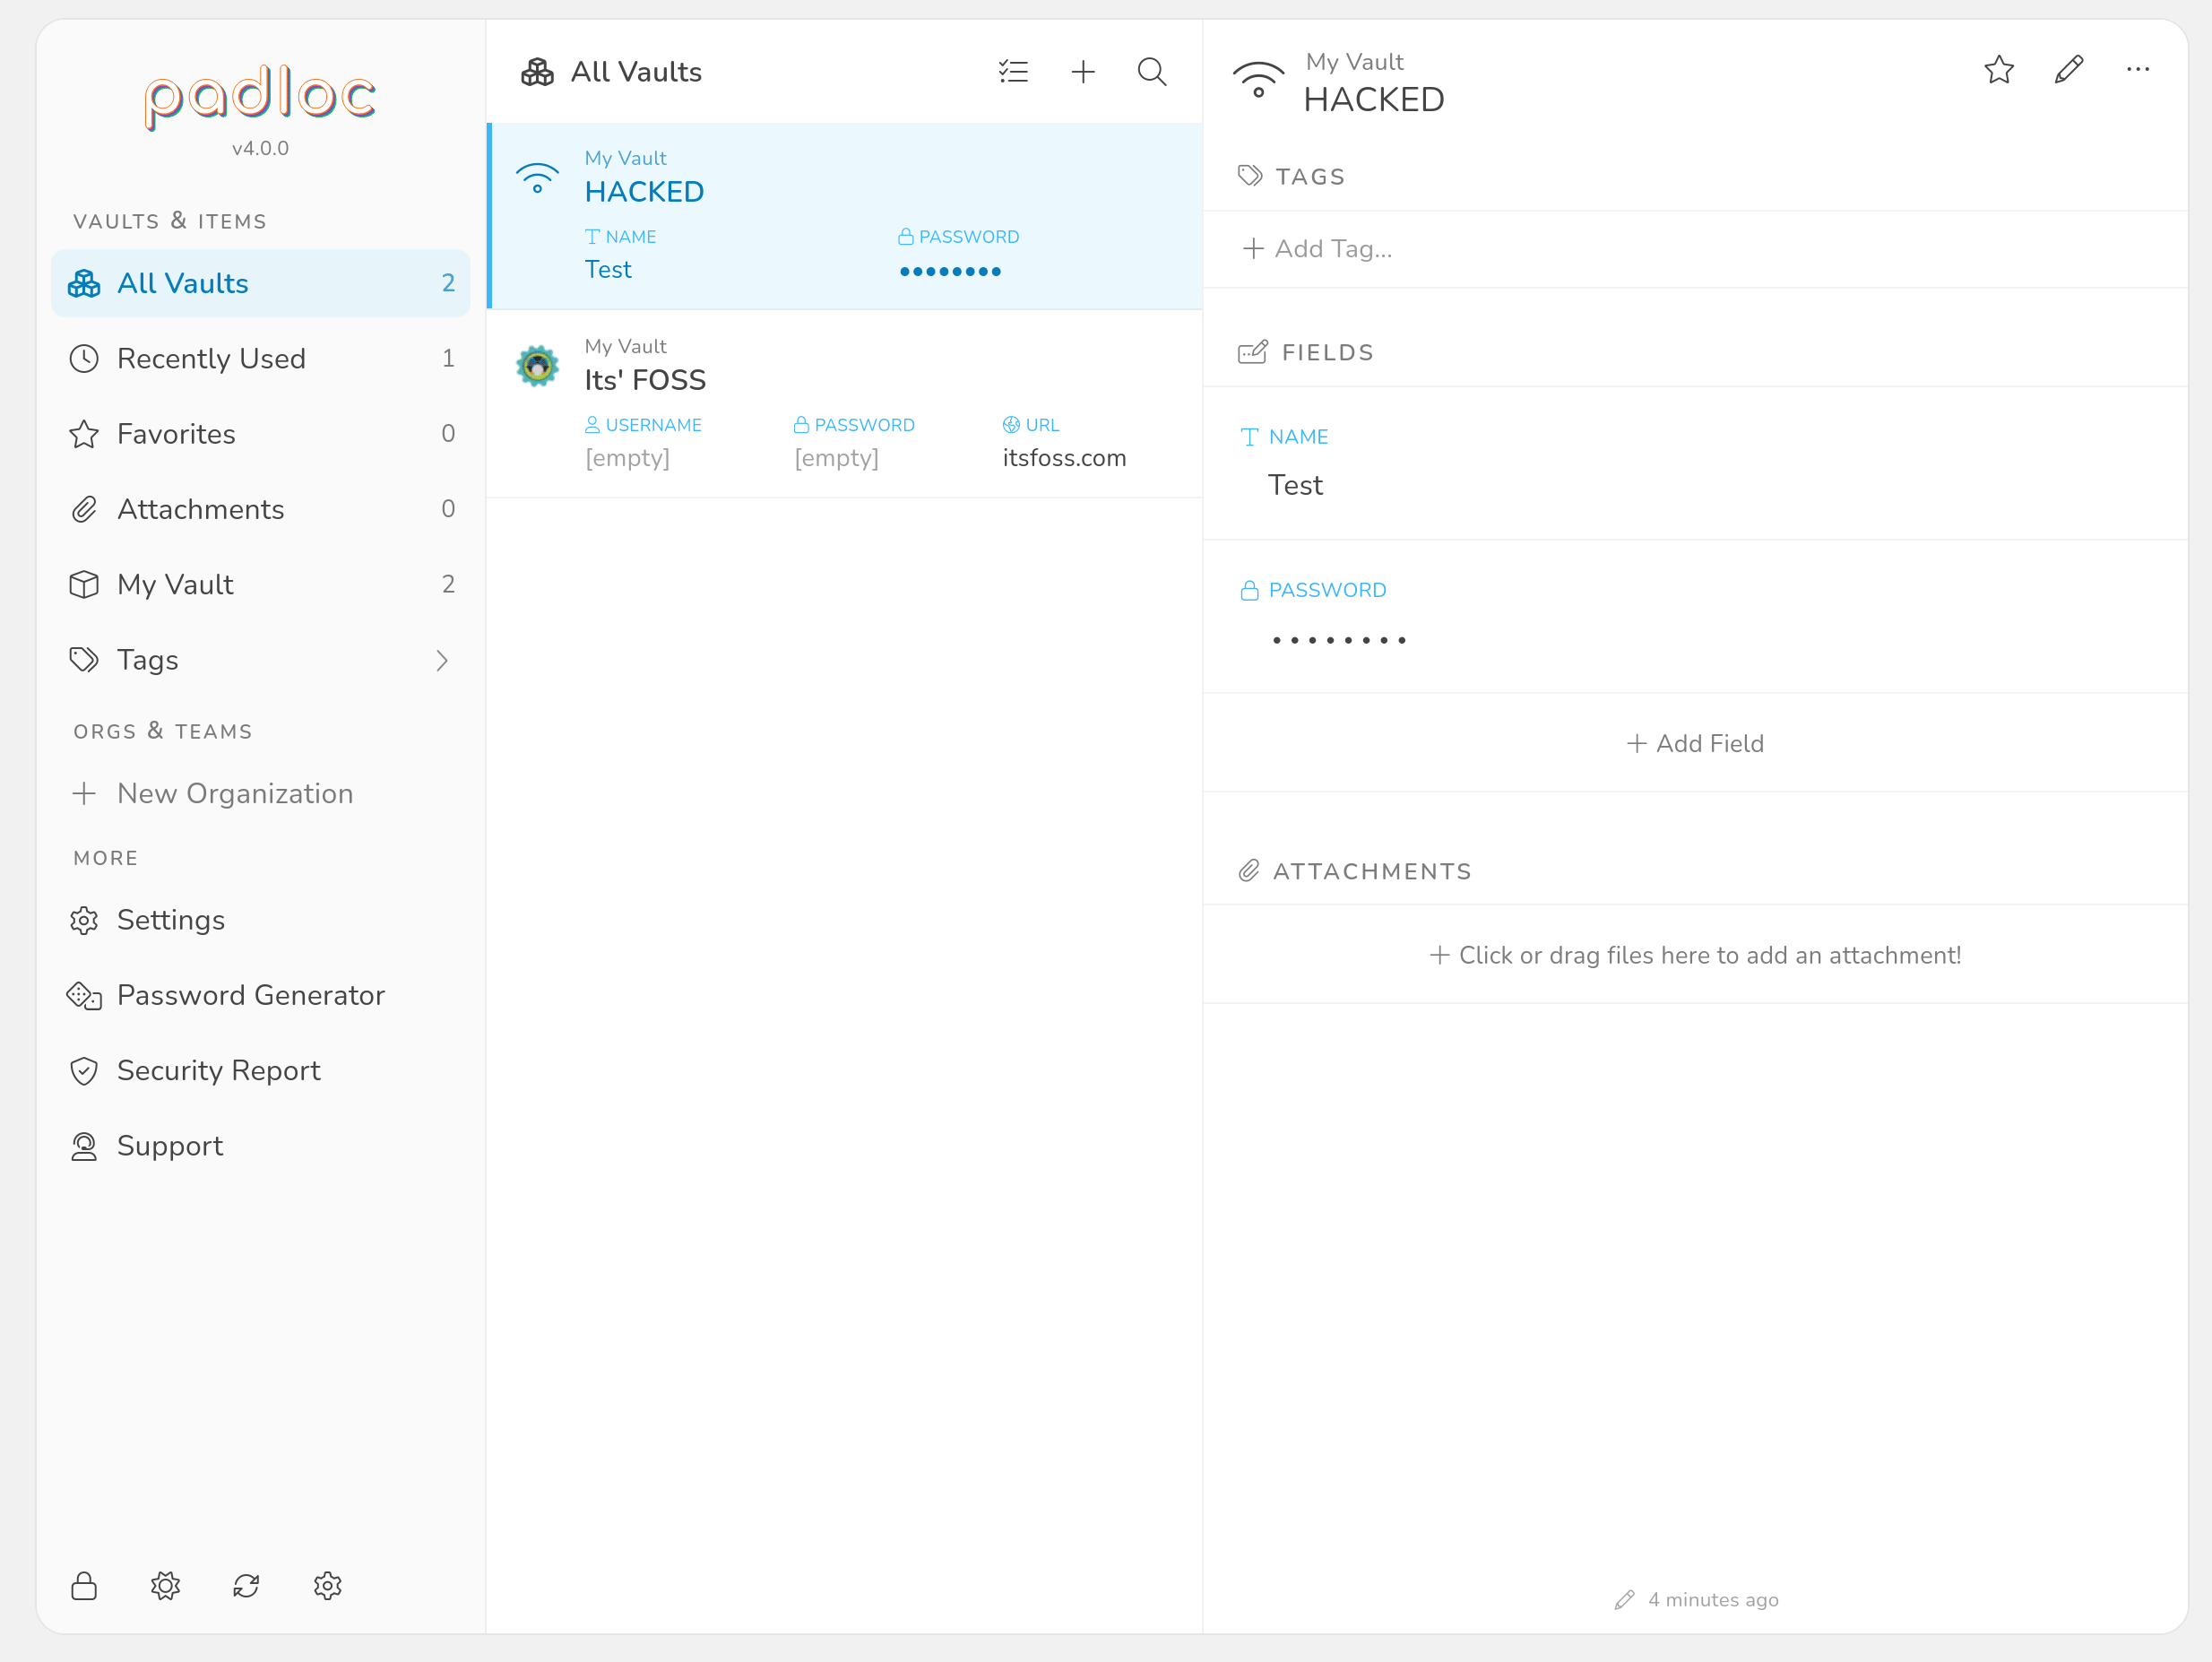 padloc
v4.0.0
VAULTS & ITEMS
All Vaults 2
Recently Used 1
Favorites 0
Attachments 0
My Vault 2
Tags
ORGS & TEAMS
New Organization
MORE
Settings
Password Generator
Security Report
Support
All Vaults
My Vault
HACKED
NAME PASSWORD
Test ••••••••
My Vault
Its' FOSS
USERNAME PASSWORD URL
[empty] [empty] itsfoss.com
My Vault
HACKED
TAGS
Add Tag...
FIELDS
NAME
Test
PASSWORD
••••••••
Add Field
ATTACHMENTS
Click or drag files here to add an attachment!
4 minutes ago